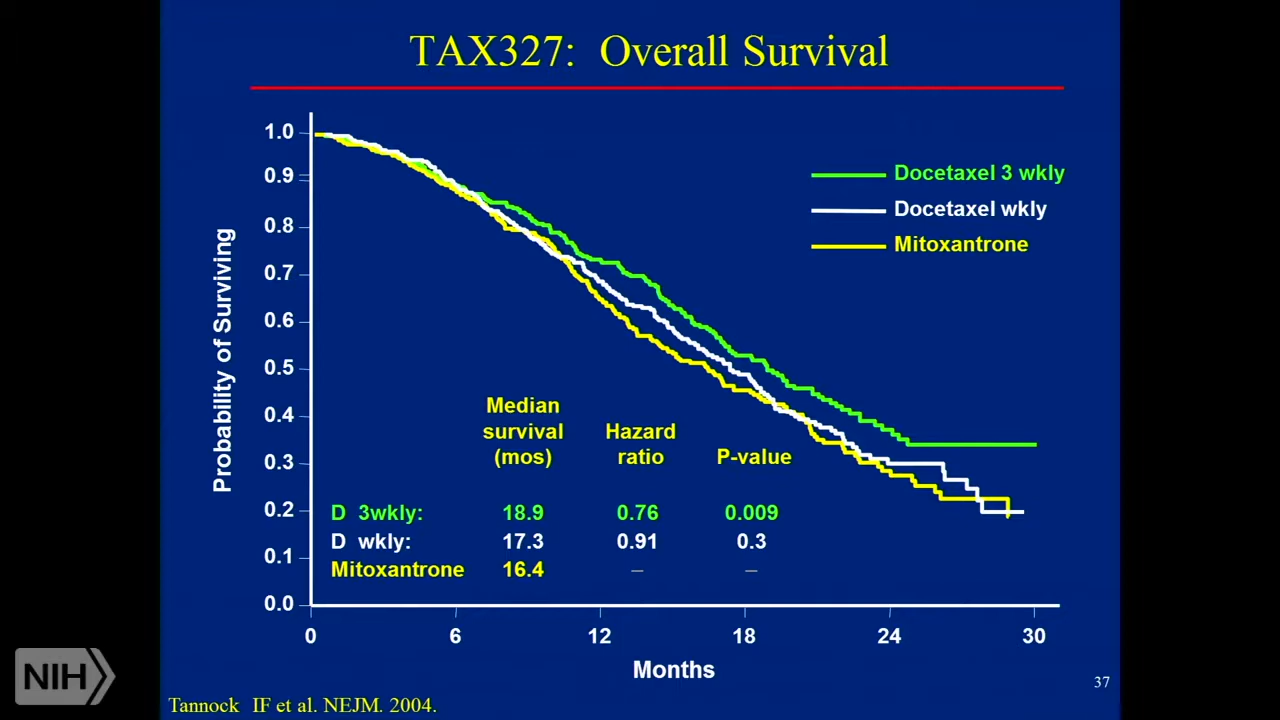 TAX327: Overall Survival
1.0
0.9
0.8
0.7
0.6
0.5
0.4
0.3
0.2
0.1
0.0
Probability of Surviving
Docetaxel 3 wkly
Docetaxel wkly
Mitoxantrone
Median
survival Hazard
(mos) ratio P-value
D 3wkly: 18.9 0.76 0.009
D wkly: 17.3 0.91 0.3
Mitoxantrone 16.4 – –
0 6 12 18 24 30
Months
NIH
37
Tannock IF et al. NEJM. 2004.